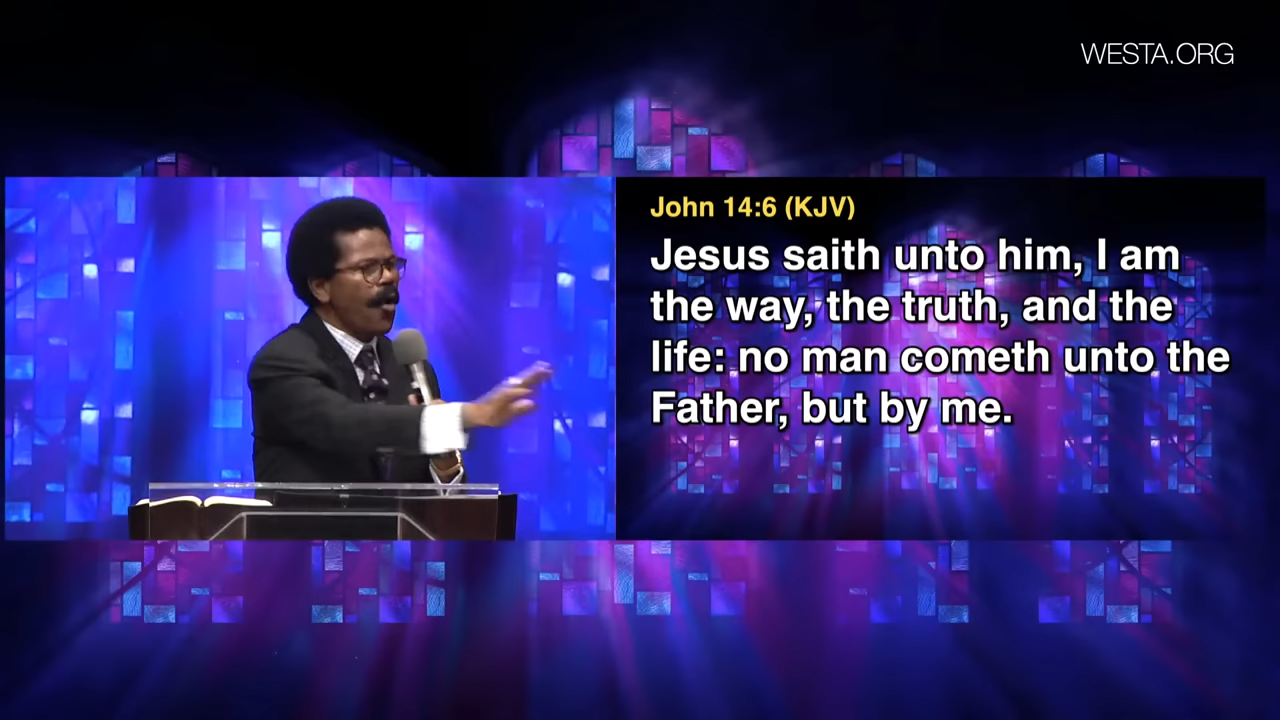 WESTA.ORG
John 14:6 (KJV)
Jesus saith unto him, I am
the way, the truth, and the
life: no man cometh unto the
Father, but by me.